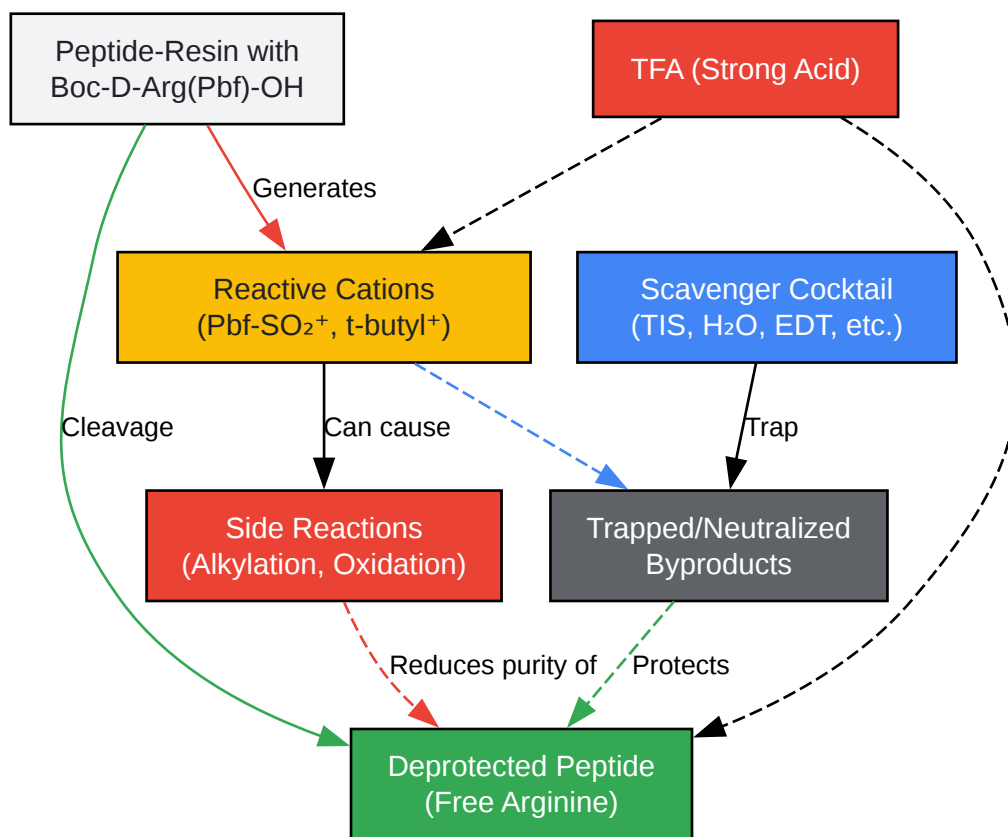 Peptide-Resin with
Boc-D-Arg(Pbf)-OH
TFA (Strong Acid)
Generates
Reactive Cations
(Pbf-SO₂⁺, t-butyl⁺)
Scavenger Cocktail
(TIS, H₂O, EDT, etc.)
Cleavage
Can cause
Trap
Side Reactions
(Alkylation, Oxidation)
Trapped/Neutralized
Byproducts
Reduces purity of
Protects
Deprotected Peptide
(Free Arginine)